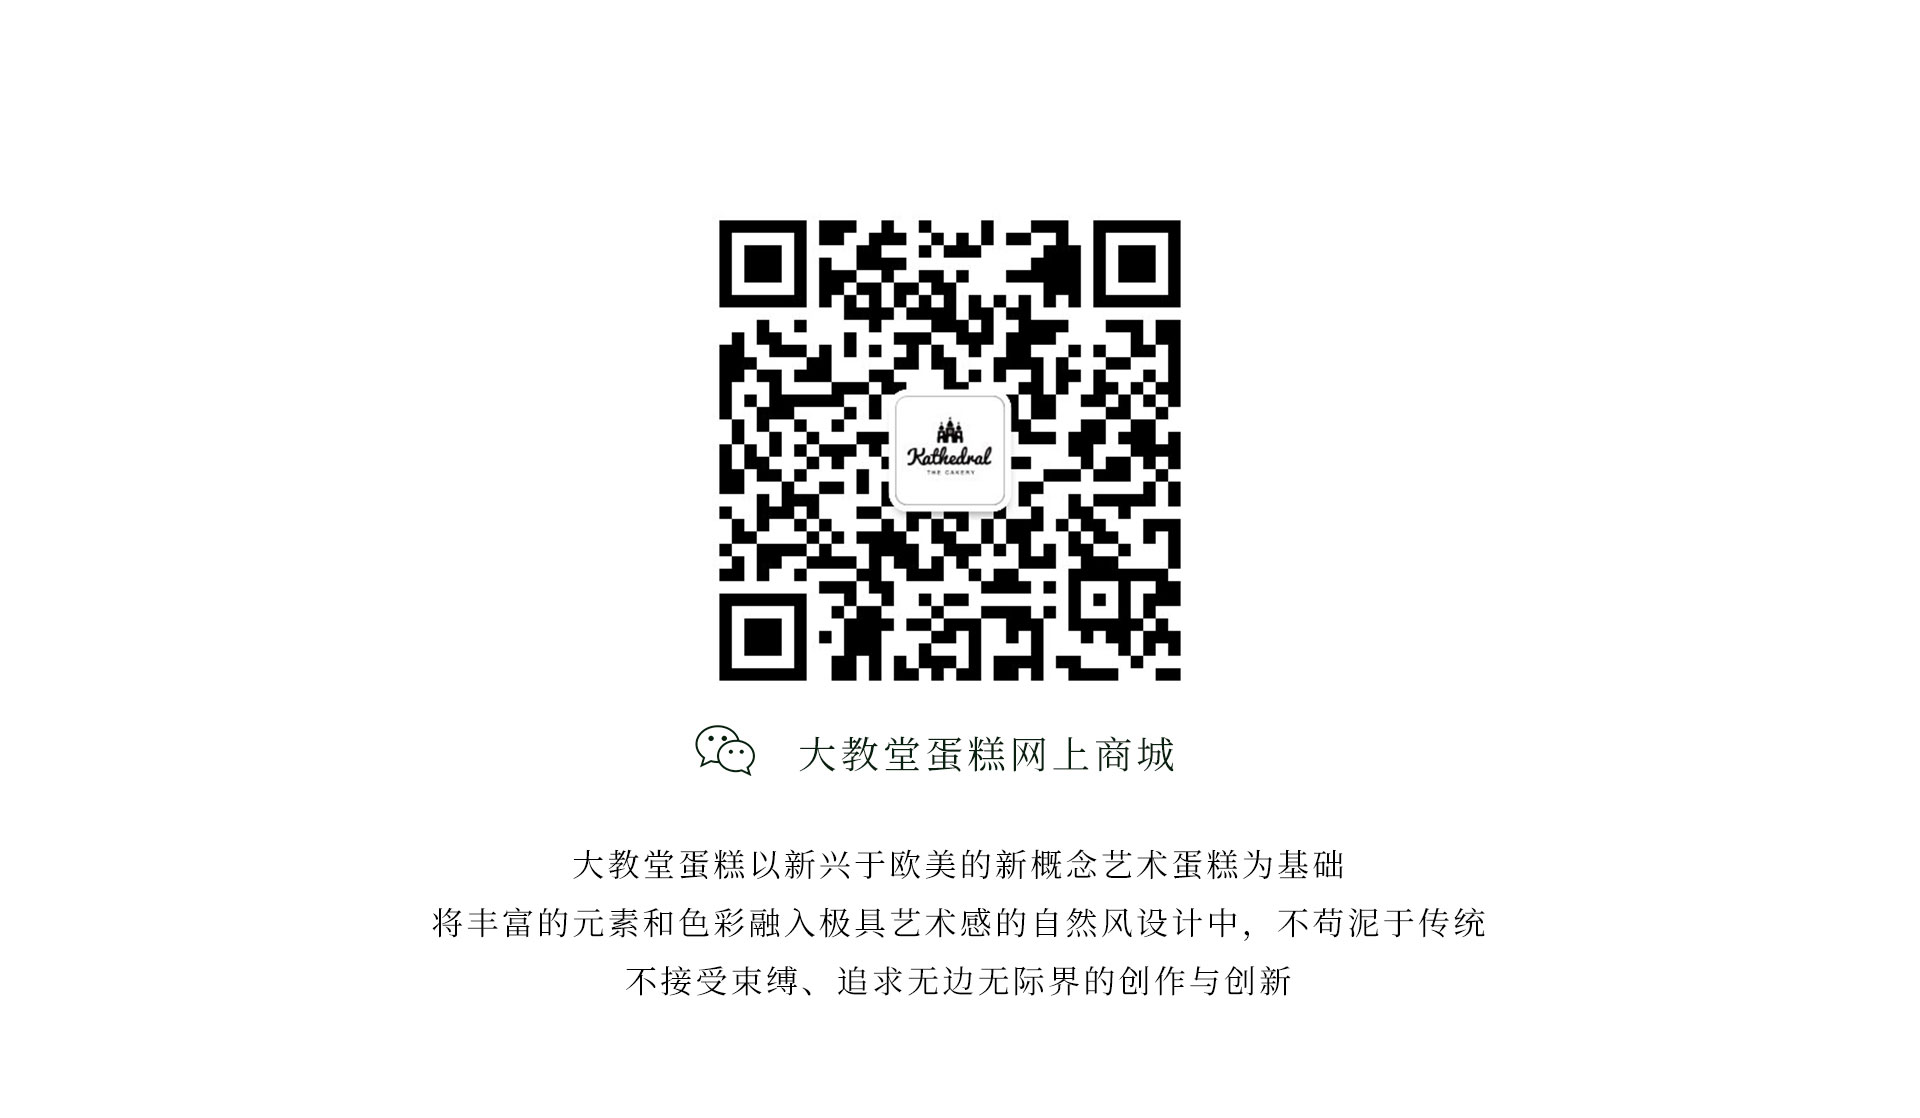 Kathedral
THE CAKERY
大教堂蛋糕网上商城
大教堂蛋糕以新兴于欧美的新概念艺术蛋糕为基础
将丰富的元素和色彩融入极具艺术感的自然风设计中，不苟泥于传统
不接受束缚、追求无边无际界的创作与创新